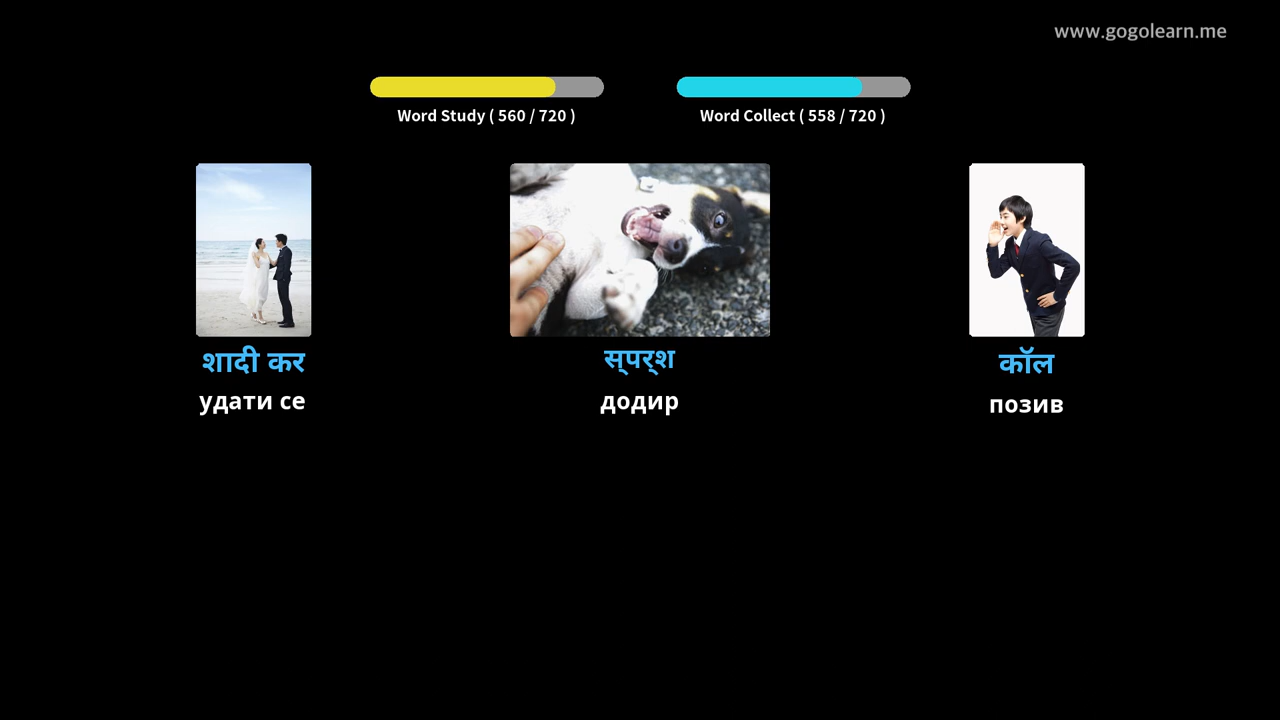 www.gogolearn.me
Word Study ( 560 / 720 )
Word Collect ( 558 / 720 )
शादी कर
स्पर्श
कॉल
удати се
додир
позив